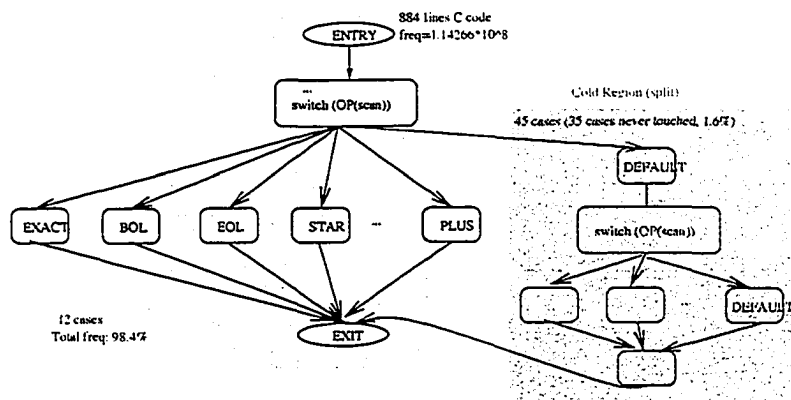 884 lines C code
ENTRY
freq=1.14266*10^8
...
switch (OP(scan))
Cold Region (split)
45 cases (35 cases never touched, 1.6%)
DEFAULT
EXACT
BOL
EOL
STAR
...
PLUS
switch (OP(scan))
...
DEFAULT
12 cases
Total freq: 98.4%
EXIT